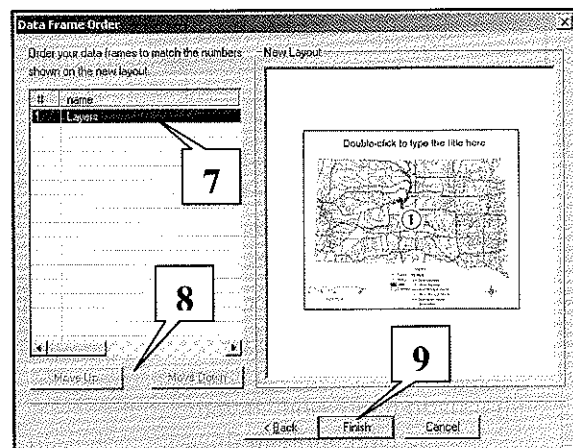 Data Frame Order
Order your data frames to match the numbers
shown on the new layout.
# name
1 Layers
7
8
Move Up Move Down
New Layout
Double-click to type the title here
1
9
< Back Finish Cancel